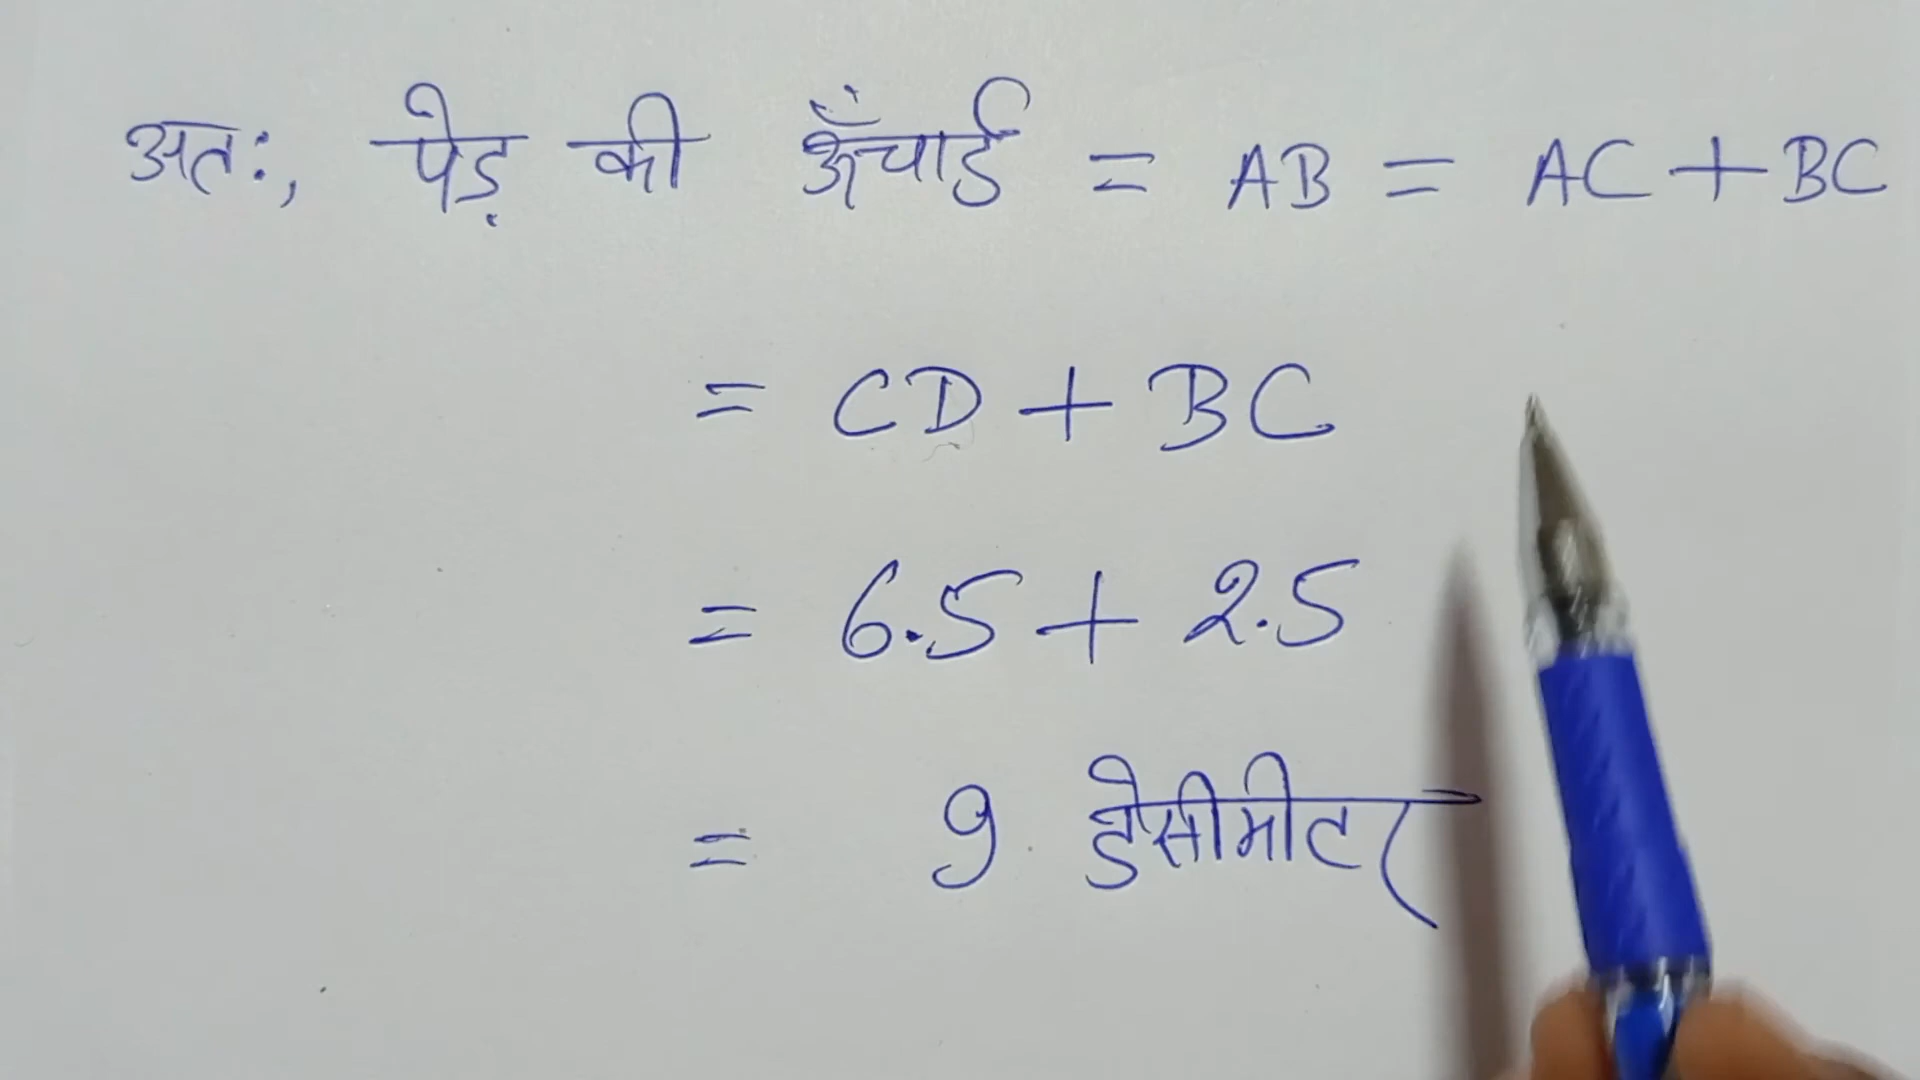 अतः, पेड़ की ऊँचाई = AB = AC + BC
= CD + BC
= 6.5 + 2.5
= 9 डेसीमीटर